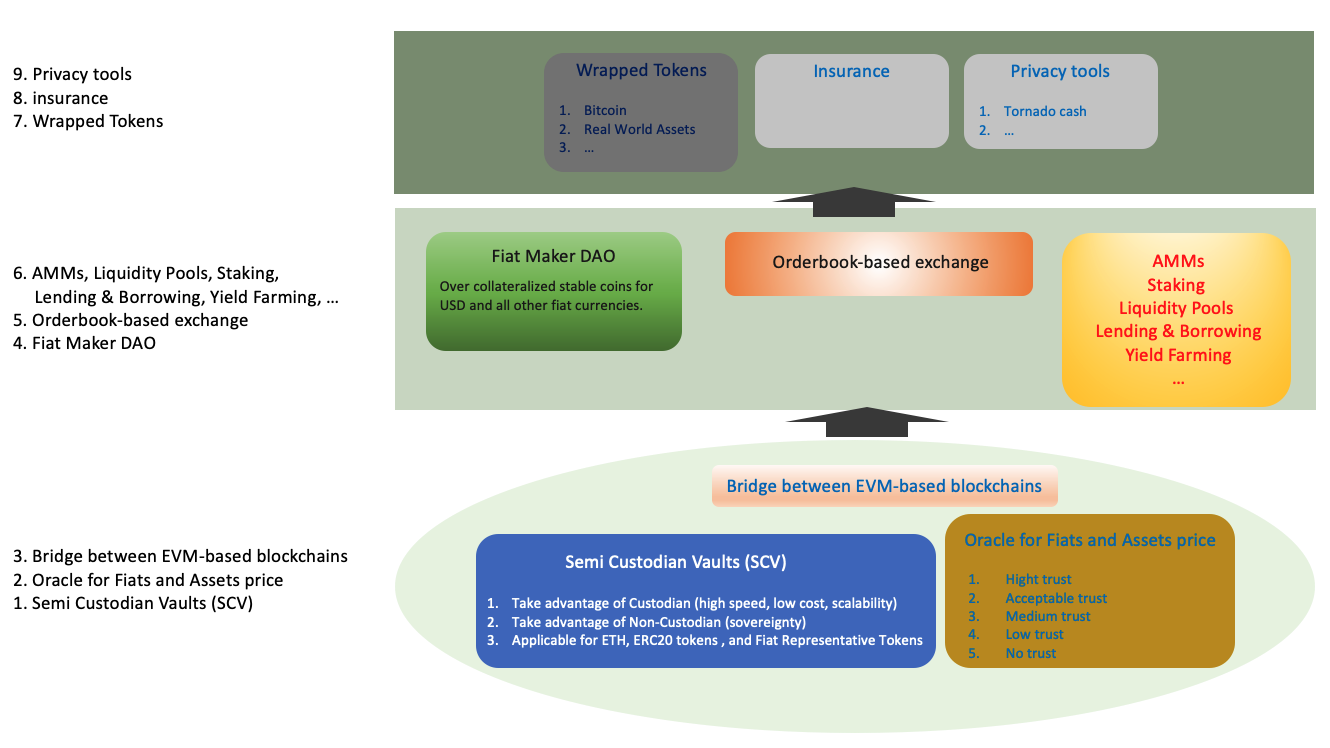 9. Privacy tools
8. insurance
7. Wrapped Tokens
Wrapped Tokens
1. Bitcoin
2. Real World Assets
3. …
Insurance
Privacy tools
1. Tornado cash
2. …
6. AMMs, Liquidity Pools, Staking,
Lending & Borrowing, Yield Farming, …
5. Orderbook-based exchange
4. Fiat Maker DAO
Fiat Maker DAO
Over collateralized stable coins for
USD and all other fiat currencies.
Orderbook-based exchange
AMMs
Staking
Liquidity Pools
Lending & Borrowing
Yield Farming
…
3. Bridge between EVM-based blockchains
2. Oracle for Fiats and Assets price
1. Semi Custodian Vaults (SCV)
Bridge between EVM-based blockchains
Semi Custodian Vaults (SCV)
1. Take advantage of Custodian (high speed, low cost, scalability)
2. Take advantage of Non-Custodian (sovereignty)
3. Applicable for ETH, ERC20 tokens , and Fiat Representative Tokens
Oracle for Fiats and Assets price
1. Hight trust
2. Acceptable trust
3. Medium trust
4. Low trust
5. No trust